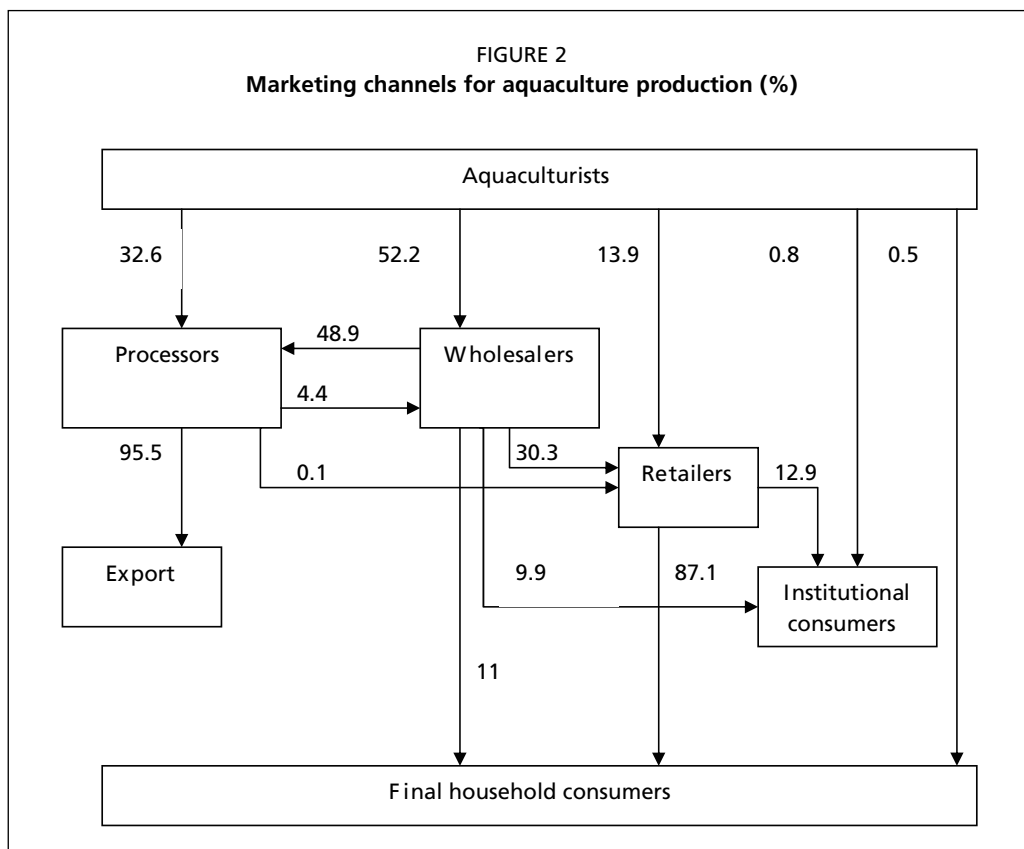 FIGURE 2
Marketing channels for aquaculture production (%)
Aquaculturists
32.6
52.2
13.9
0.8
0.5
48.9
Processors
Wholesalers
4.4
95.5
30.3
0.1
Retailers
12.9
Export
9.9
87.1
Institutional
consumers
11
Final household consumers